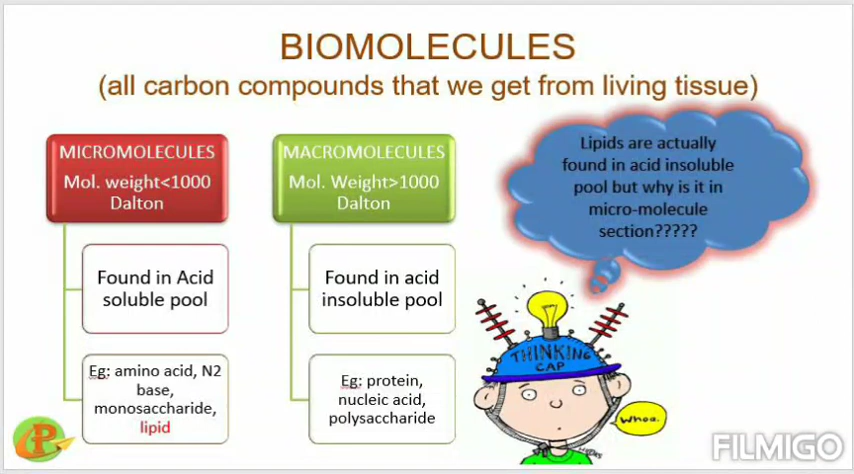 BIOMOLECULES
(all carbon compounds that we get from living tissue)
MICROMOLECULES
Mol. weight<1000
Dalton
Found in Acid
soluble pool
Eg: amino acid, N2
base,
monosaccharide,
lipid
MACROMOLECULES
Mol. Weight>1000
Dalton
Found in acid
insoluble pool
Eg: protein,
nucleic acid,
polysaccharide
Lipids are actually
found in acid insoluble
pool but why is it in
micro-molecule
section?????
THINKING
CAP
Whoa.
P
FILMIGO